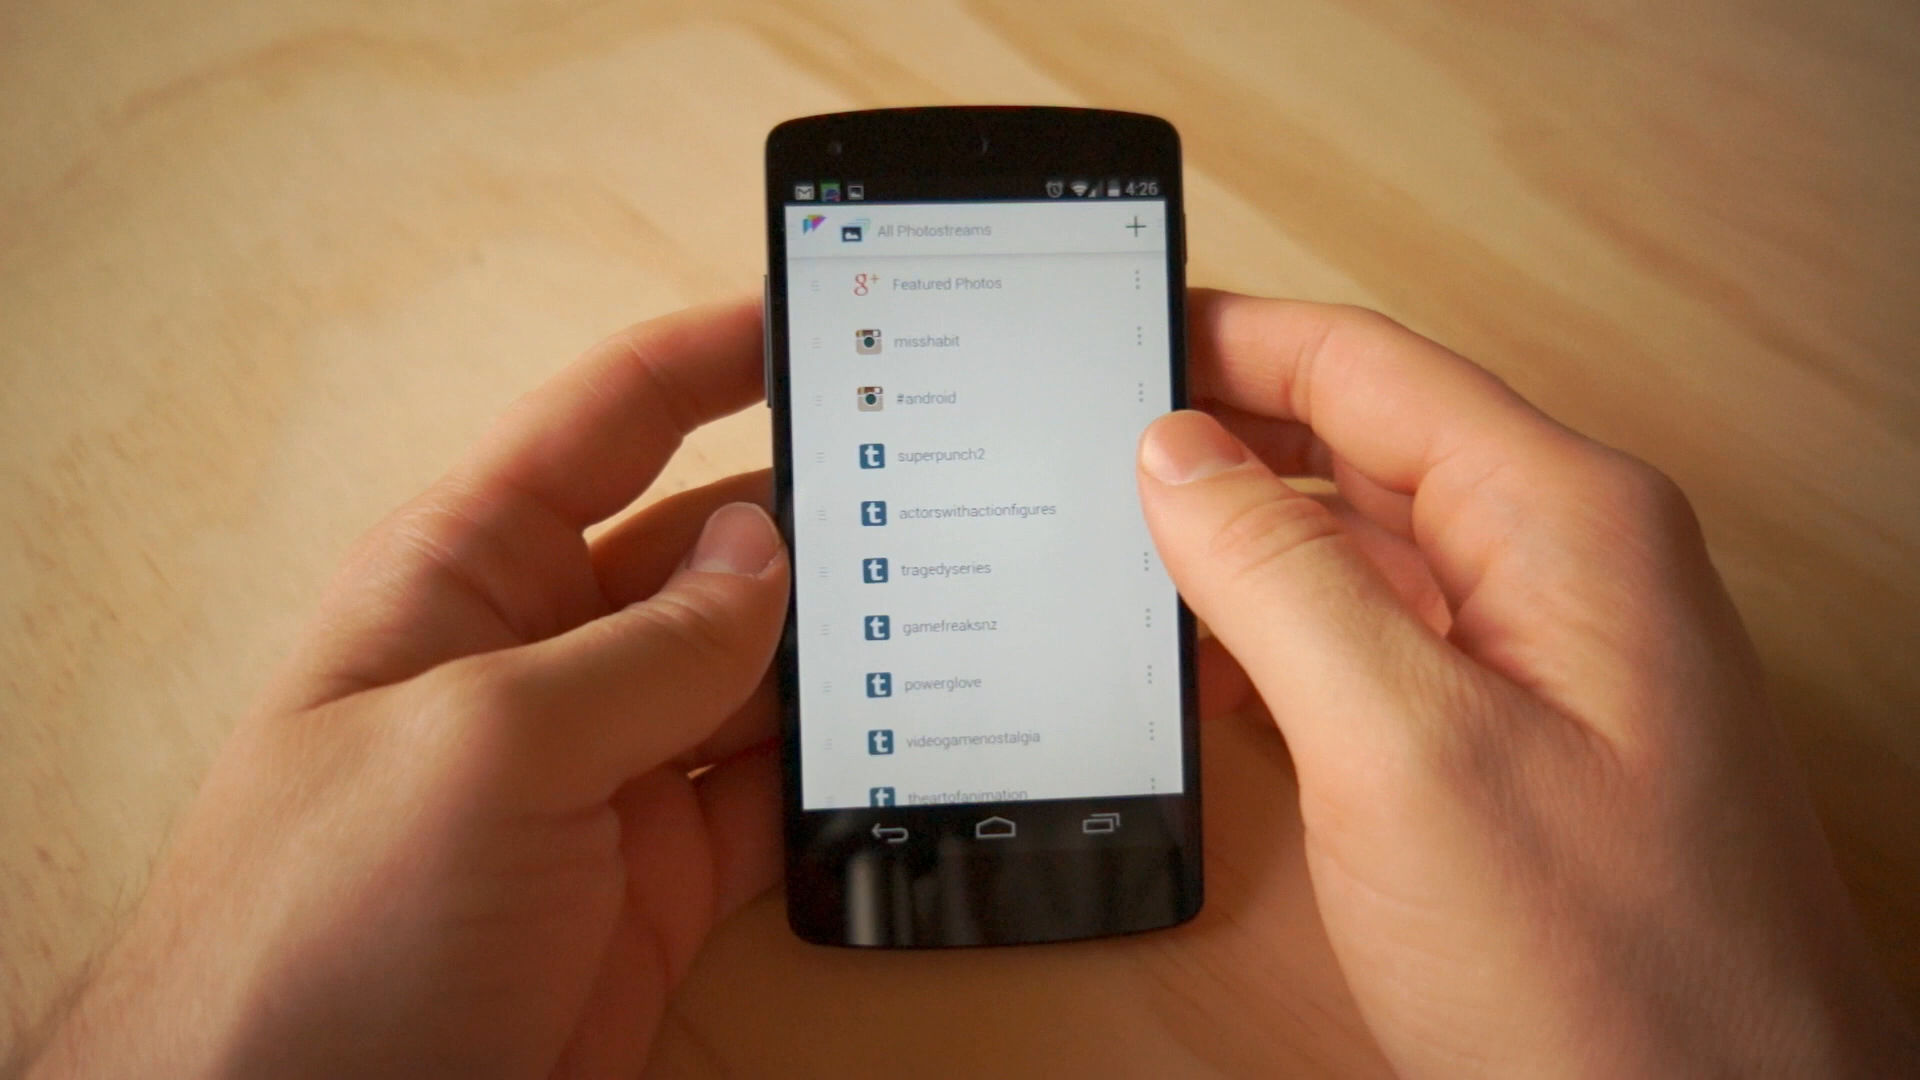 4:26
All Photostreams
g+ Featured Photos
misshabit
#android
t superpunch2
t actorswithactionfigures
t tragedyseries
t gamefreaksnz
t powerglove
t videogamenostalgia
t theartofanimation